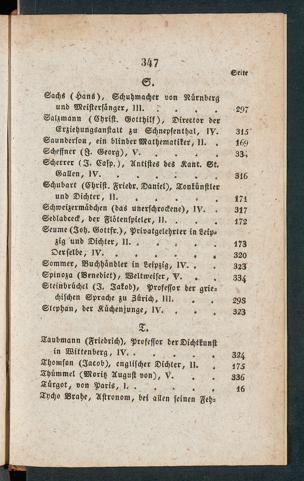 347
Seite
S.
Sachs (Hans), Schuhmacher von Nürnberg
und Meistersänger, III. . . . . 297
Salzmann (Christ. Gotthilf), Director der
Erziehungsanstalt zu Schnepfenthal, IV. 315
Saunderson, ein blinder Mathematiker, II. . 169
Scheffner (J. Georg), V. . . . . 334
Scherrer (J. Casp.), Antistes des Kant. St.
Gallen, IV. . . . . . 316
Schubart (Christ. Friedr. Daniel), Tonkünstler
und Dichter, II. . . . . . 171
Schweizermädchen (das unerschrockene), IV. . 317
Sedladczek, der Flötenspieler, II. . . . 172
Seume (Joh. Gottfr.), Privatgelehrter in Leip-
zig und Dichter, II. . . . . . 173
Derselbe, IV. . . . . . 320
Sommer, Buchhändler in Leipzig, IV. . . 323
Spinoza (Benedict), Weltweiser, V. . . 334
Steinbrüchel (J. Jakob), Professor der grie-
chischen Sprache zu Zürich, III. . . 298
Stephan, der Küchenjunge, IV. . . . 323
T.
Taubmann (Friedrich), Professor der Dichtkunst
in Wittenberg, IV. . . . . . 324
Thomson (Jacob), englischer Dichter, II. . 175
Thümmel (Moritz August von), V. . . 336
Türgot, von Paris, I. . . . . . 16
Tycho Brahe, Astronom, bei allen seinen Feh-